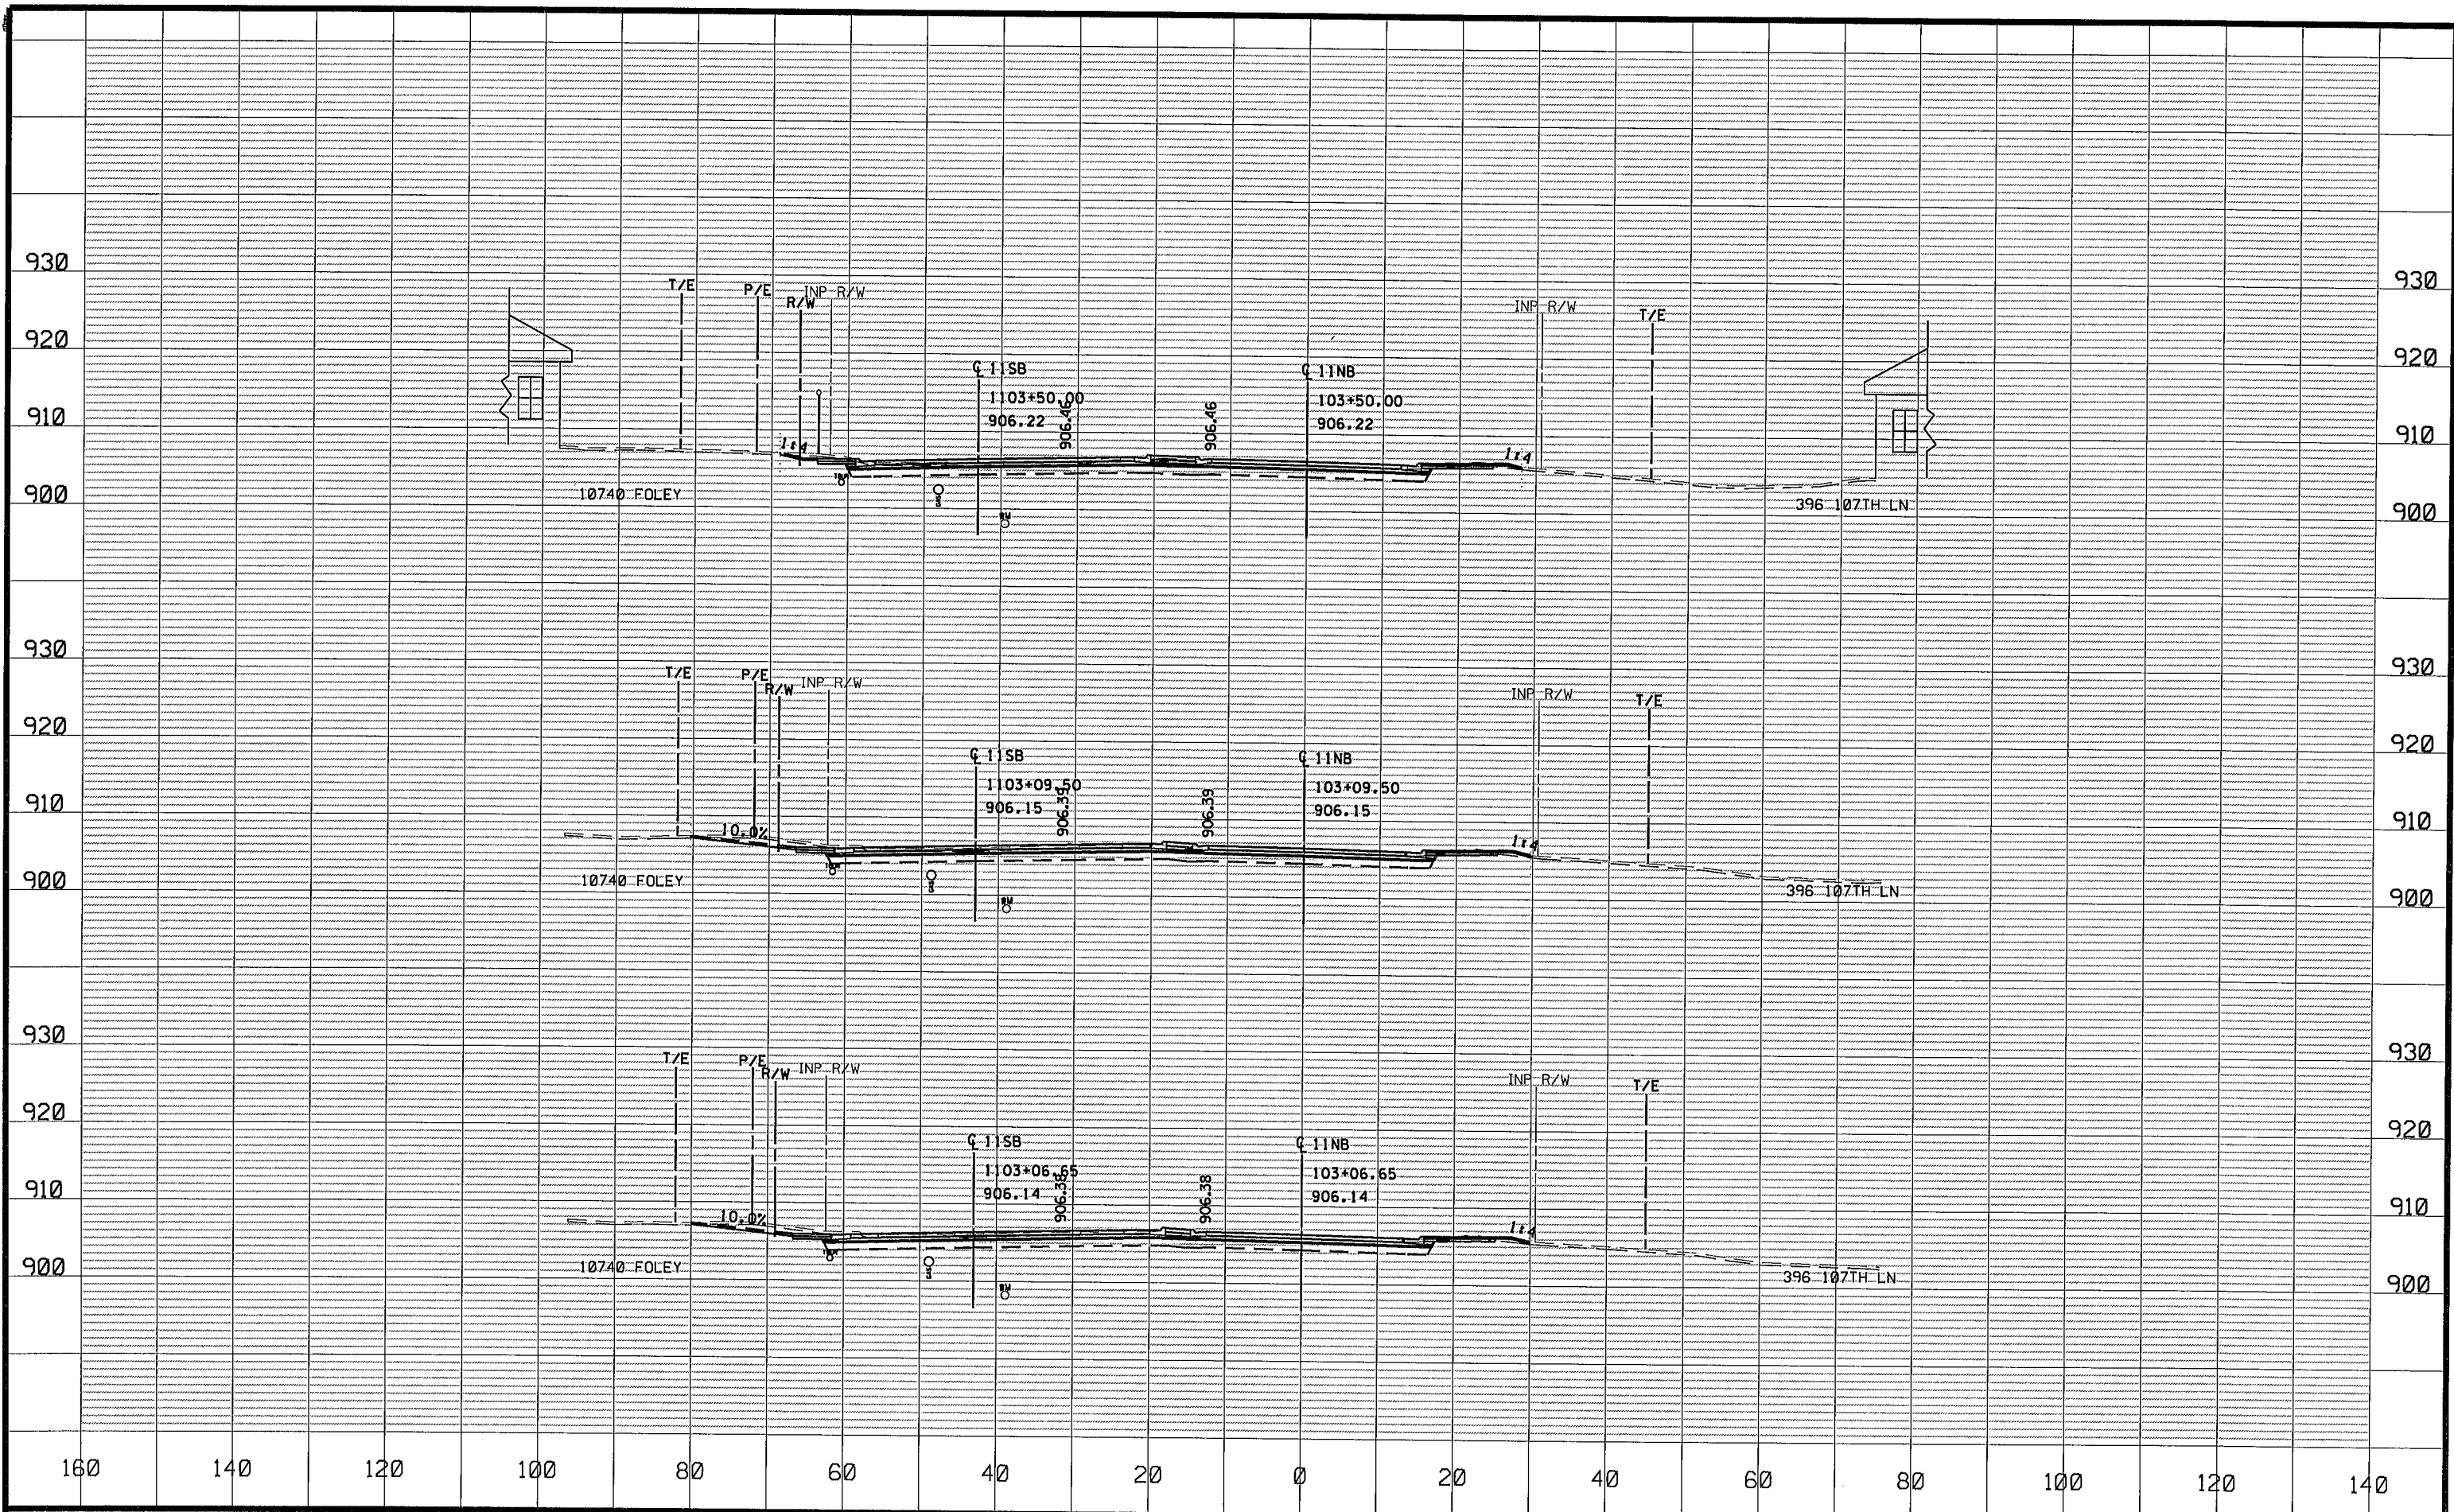 930 930
T/E P/E INP R/W
R/W INP R/W T/E
920 920
℄ 11SB ℄ 11NB
1103+50.00 906.46 906.46 103+50.00
906.22 906.22
910 910
1:4 1:4
900 900
10740 FOLEY GAS WM 396 107TH LN
930 930
T/E P/E INP R/W
R/W INP R/W T/E
920 920
℄ 11SB ℄ 11NB
1103+09.50 906.39 906.39 103+09.50
906.15 906.15
910 910
10.0% 1:4
900 900
10740 FOLEY GAS WM 396 107TH LN
930 930
T/E P/E INP R/W
R/W INP R/W T/E
920 920
℄ 11SB ℄ 11NB
1103+06.65 906.38 906.38 103+06.65
906.14 906.14
910 910
10.0% 1:4
900 900
10740 FOLEY GAS WM 396 107TH LN
160 140 120 100 80 60 40 20 0 20 40 60 80 100 120 140